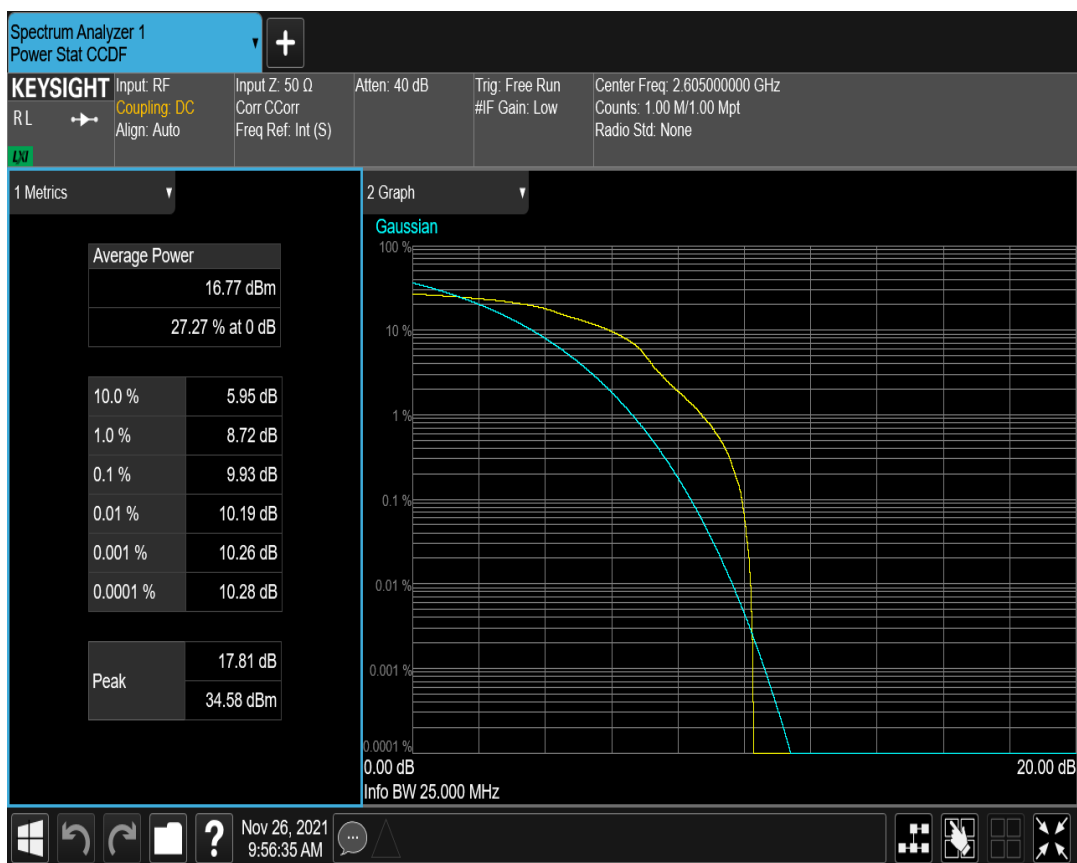 Spectrum Analyzer 1
Power Stat CCDF
+
KEYSIGHT
RL
LXI
Input: RF
Coupling: DC
Align: Auto
Input Z: 50 Ω
Corr CCorr
Freq Ref: Int (S)
Atten: 40 dB
Trig: Free Run
#IF Gain: Low
Center Freq: 2.605000000 GHz
Counts: 1.00 M/1.00 Mpt
Radio Std: None
1 Metrics
Average Power
16.77 dBm
27.27 % at 0 dB
10.0 % 5.95 dB
1.0 % 8.72 dB
0.1 % 9.93 dB
0.01 % 10.19 dB
0.001 % 10.26 dB
0.0001 % 10.28 dB
Peak
17.81 dB
34.58 dBm
2 Graph
Gaussian
100 %
10 %
1 %
0.1 %
0.01 %
0.001 %
0.0001 %
0.00 dB
20.00 dB
Info BW 25.000 MHz
?
Nov 26, 2021
9:56:35 AM